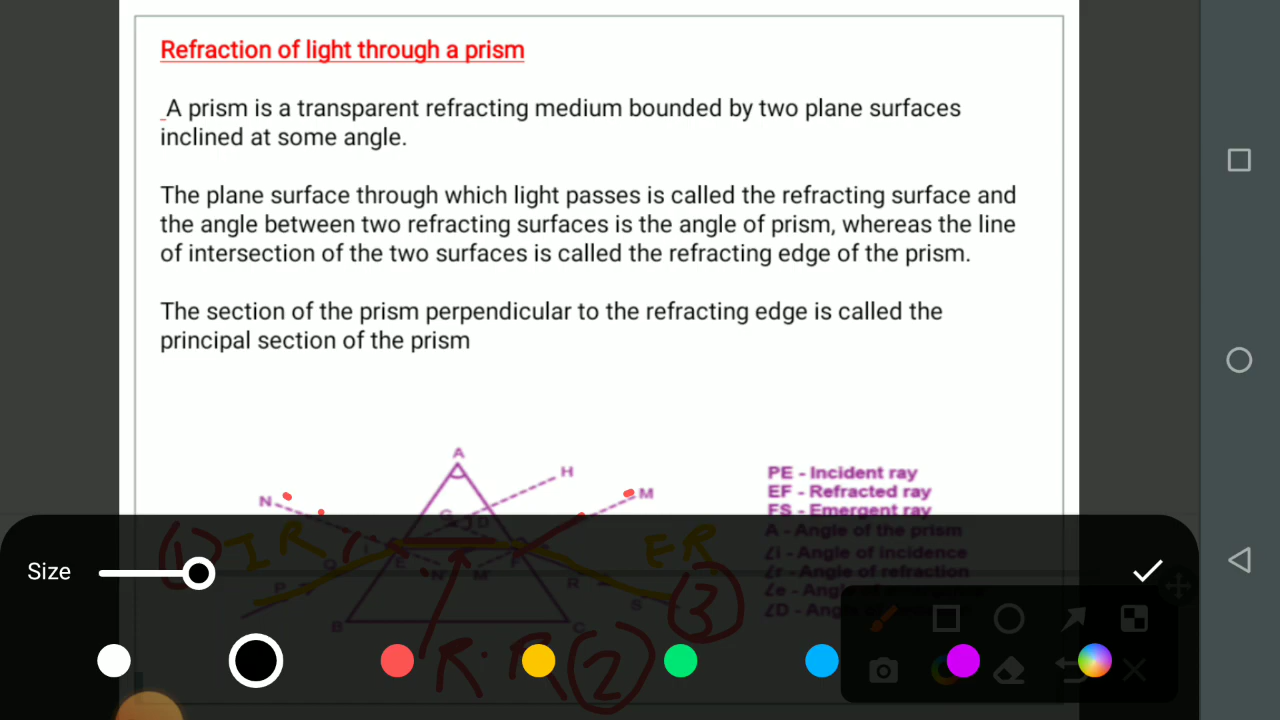 Refraction of light through a prism
A prism is a transparent refracting medium bounded by two plane surfaces
inclined at some angle.
The plane surface through which light passes is called the refracting surface and
the angle between two refracting surfaces is the angle of prism, whereas the line
of intersection of the two surfaces is called the refracting edge of the prism.
The section of the prism perpendicular to the refracting edge is called the
principal section of the prism
A
H
N
M
PE - Incident ray
EF - Refracted ray
FS - Emergent ray
A - Angle of the prism
∠i - Angle of incidence
∠r - Angle of refraction
∠e - Angle
∠D - Angle
G D
(1) I R
E R
E N M F
P Q
R S
(3)
B C
R. R (2)
Size